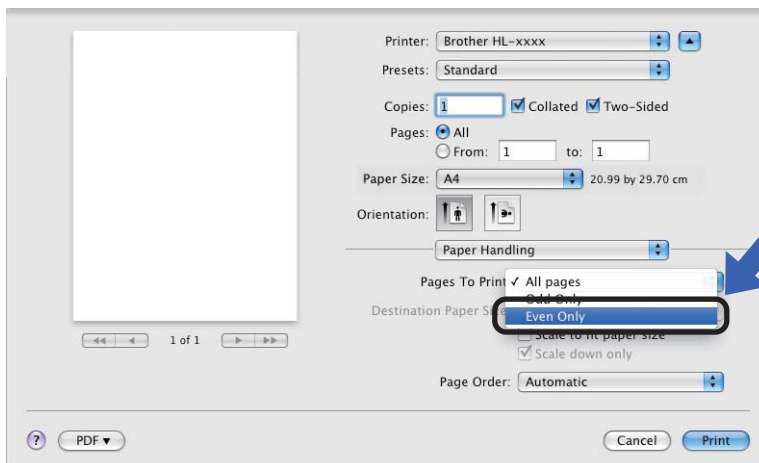 Printer: Brother HL-xxxx
Presets: Standard
Copies: 1 Collated Two-Sided
Pages: All
From: 1 to: 1
Paper Size: A4 20.99 by 29.70 cm
Orientation:
Paper Handling
Pages To Print ✓ All pages
Odd Only
Destination Paper Size
Even Only
Scale to fit paper size
Scale down only
Page Order: Automatic
1 of 1
? PDF ▼ Cancel Print